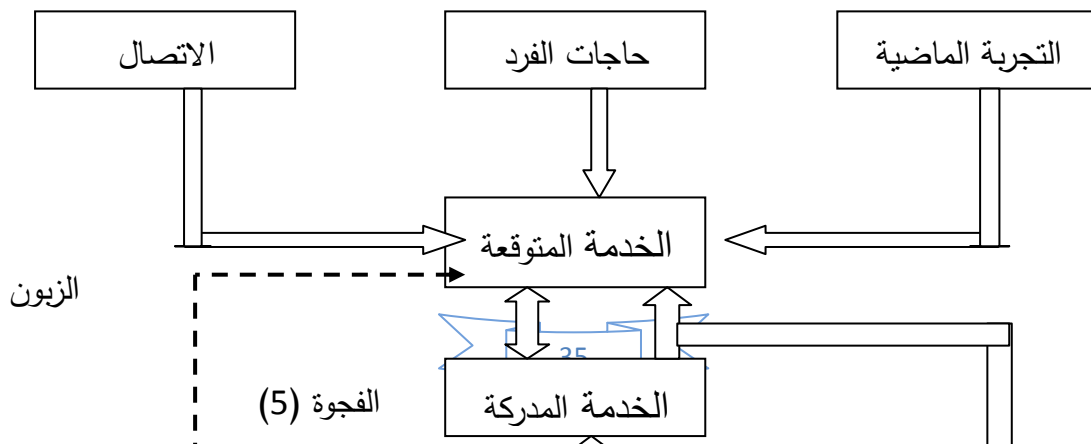 التجربة الماضية
حاجات الفرد
الاتصال
الخدمة المتوقعة
الزبون
35
الفجوة (5)
الخدمة المدركة